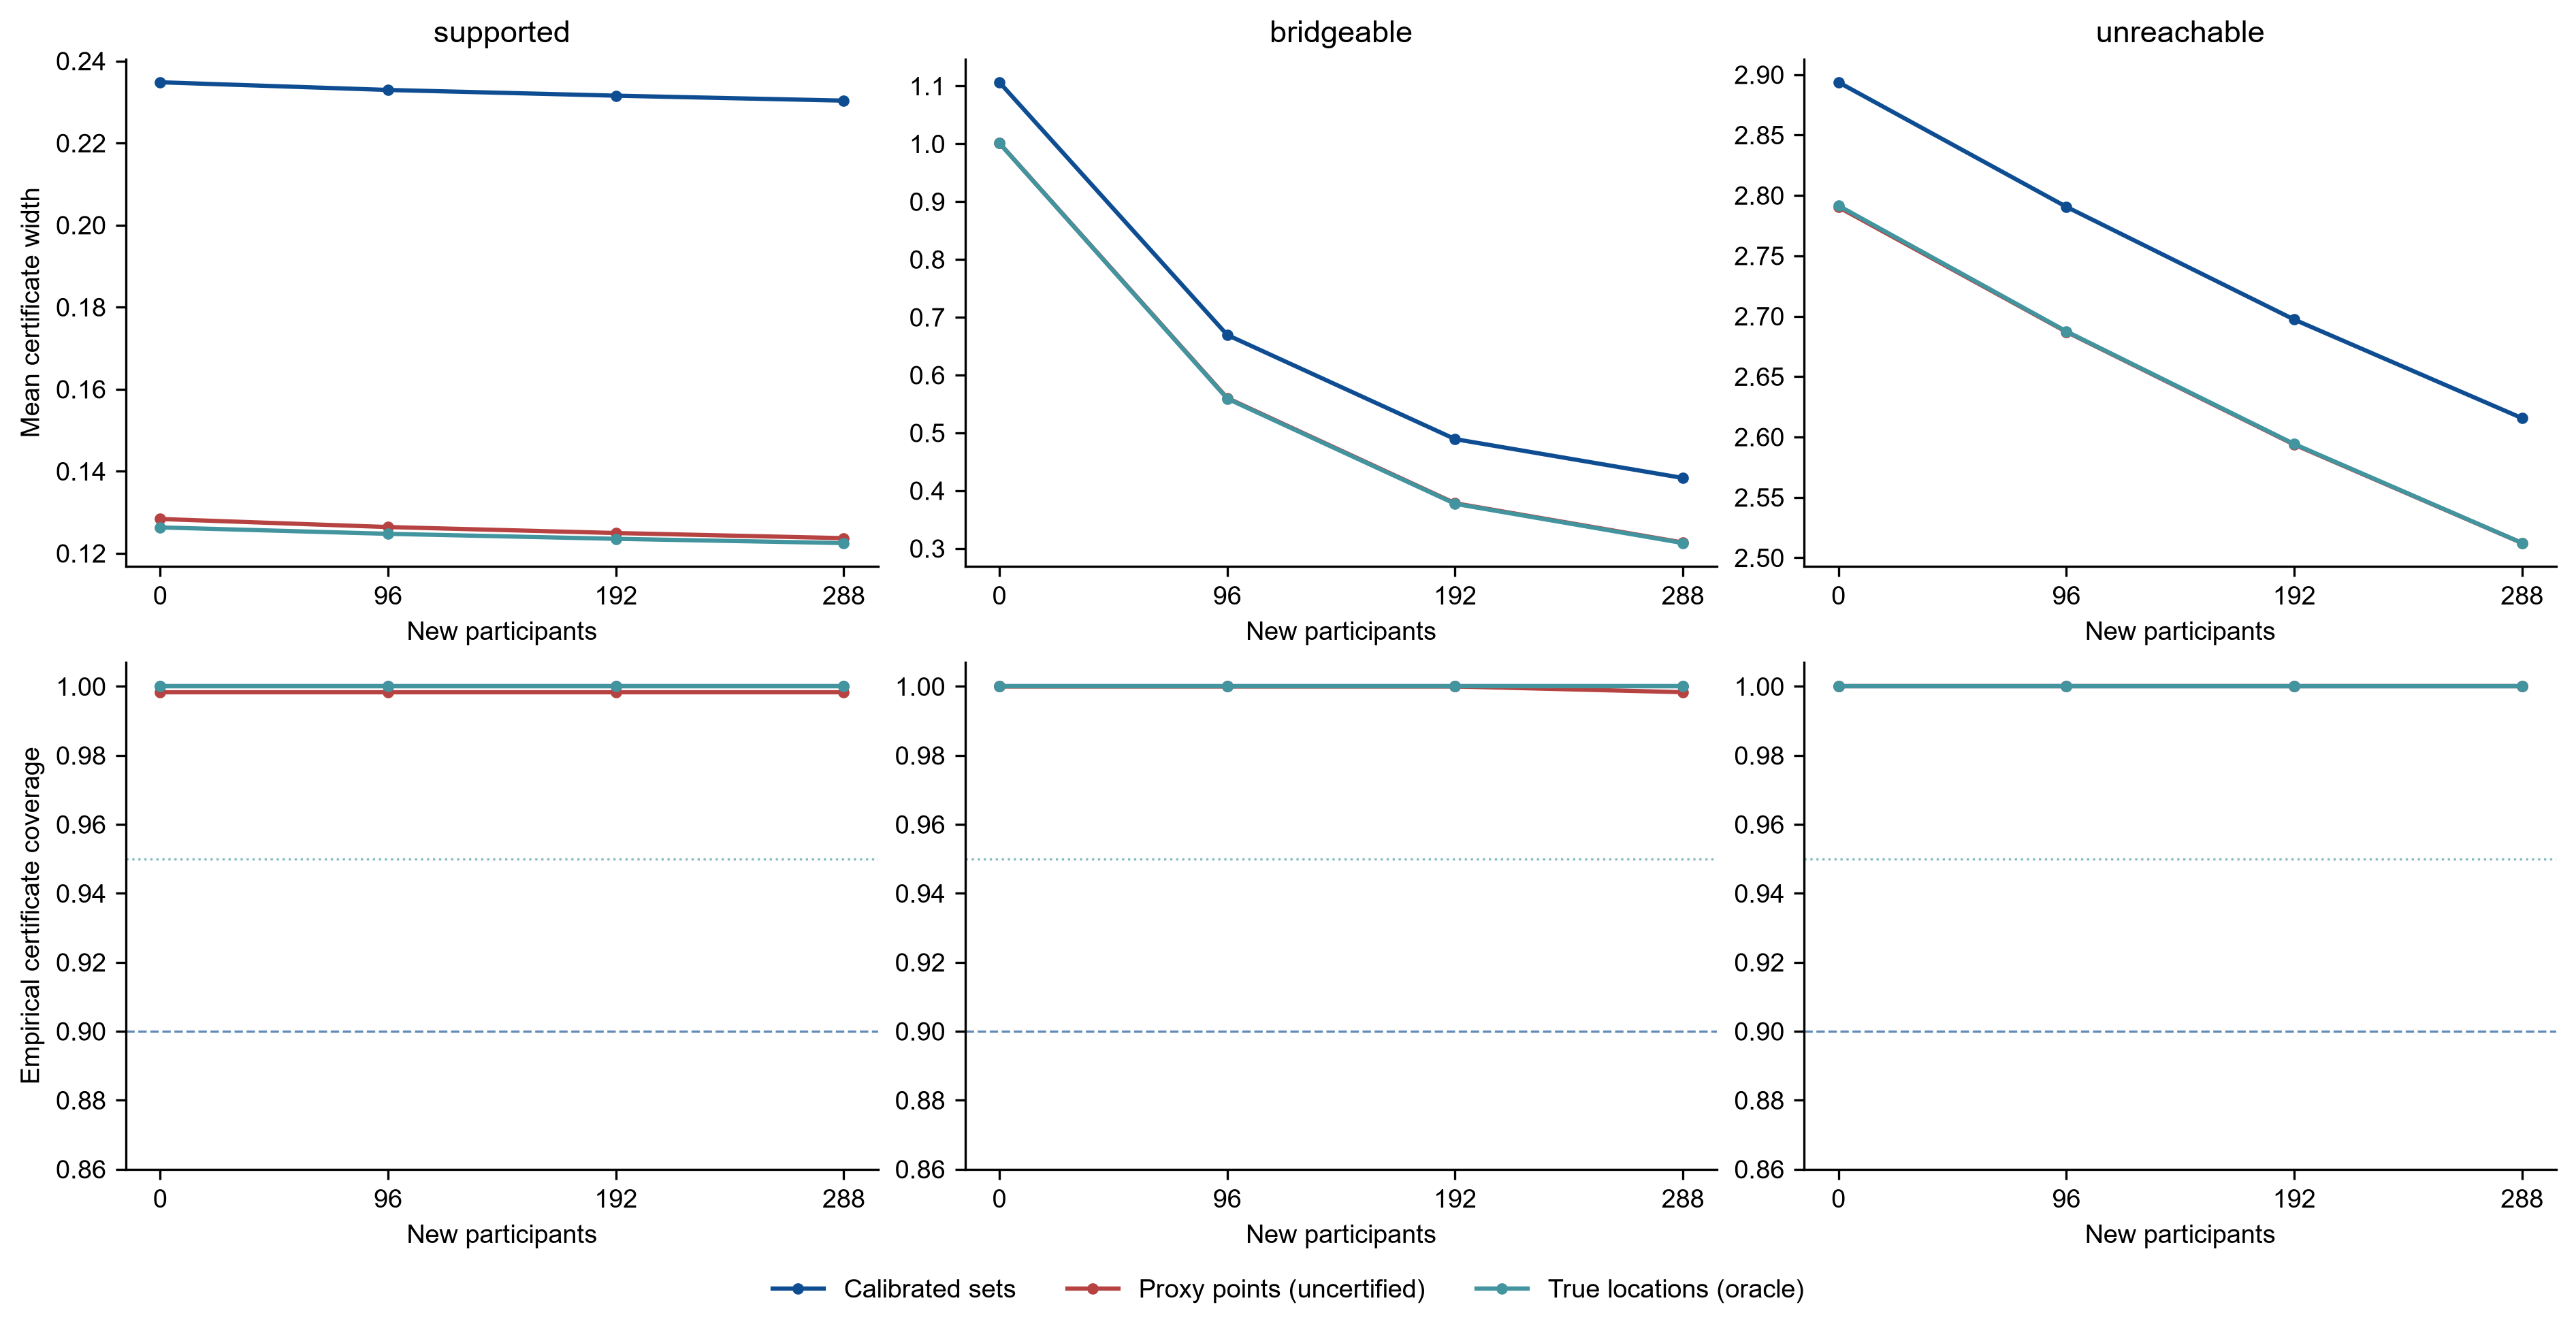 supported
bridgeable
unreachable
Mean certificate width
0.24
0.22
0.20
0.18
0.16
0.14
0.12
0 96 192 288
New participants
1.1
1.0
0.9
0.8
0.7
0.6
0.5
0.4
0.3
0 96 192 288
New participants
2.90
2.85
2.80
2.75
2.70
2.65
2.60
2.55
2.50
0 96 192 288
New participants
Empirical certificate coverage
1.00
0.98
0.96
0.94
0.92
0.90
0.88
0.86
0 96 192 288
New participants
1.00
0.98
0.96
0.94
0.92
0.90
0.88
0.86
0 96 192 288
New participants
1.00
0.98
0.96
0.94
0.92
0.90
0.88
0.86
0 96 192 288
New participants
Calibrated sets
Proxy points (uncertified)
True locations (oracle)